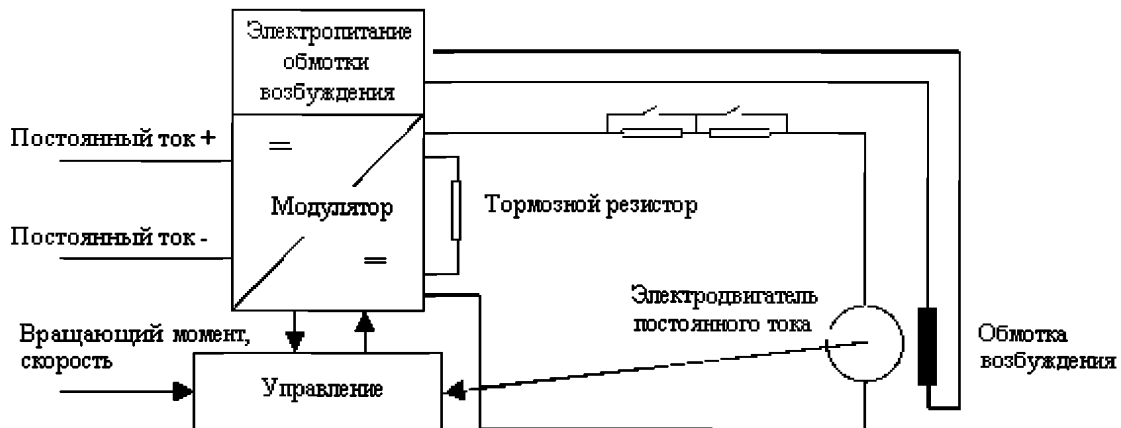 Электропитание
обмотки
возбуждения
Постоянный ток +
=
Модулятор
Тормозной резистор
Постоянный ток -
=
Электродвигатель
постоянного тока
Вращающий момент,
скорость
Обмотка
возбуждения
Управление